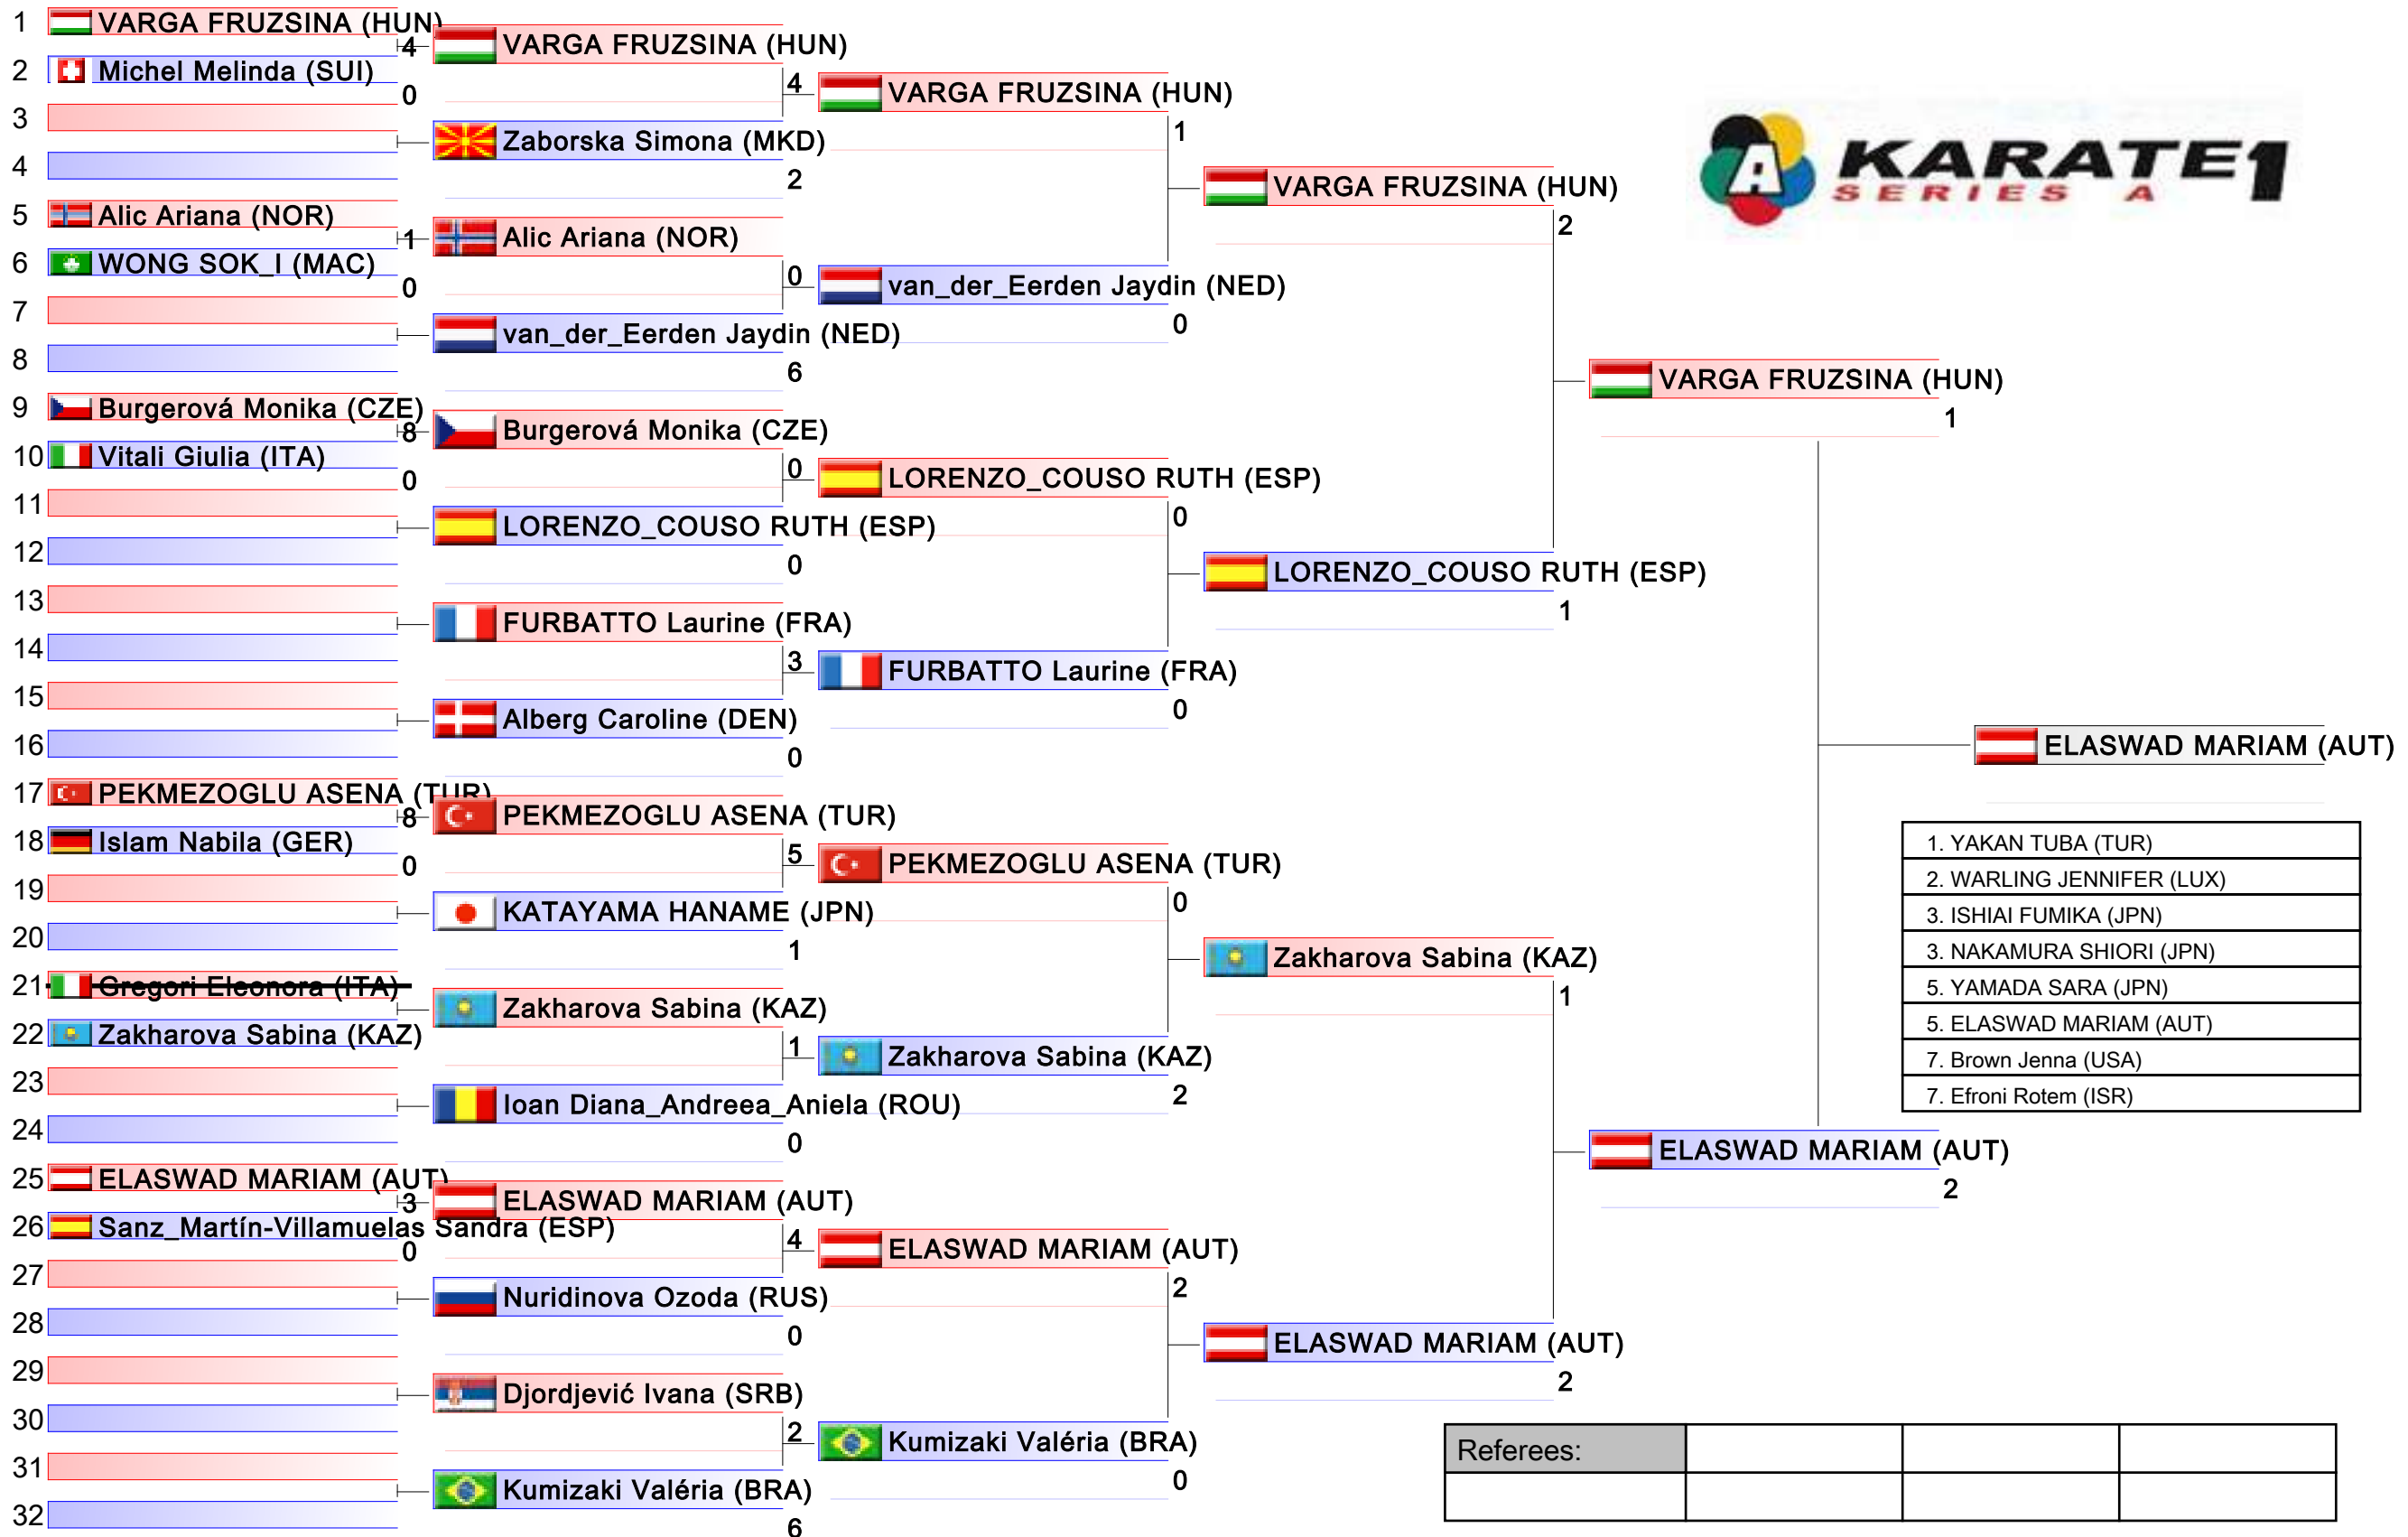 1 VARGA FRUZSINA (HUN)
4
2 Michel Melinda (SUI)
0
3
4
5 Alic Ariana (NOR)
1
6 WONG SOK_I (MAC)
0
7
8
9 Burgerová Monika (CZE)
8
10 Vitali Giulia (ITA)
0
11
12
13
14
15
16
17 PEKMEZOGLU ASENA (TUR)
8
18 Islam Nabila (GER)
0
19
20
21 Gregori Eleonora (ITA)
22 Zakharova Sabina (KAZ)
23
24
25 ELASWAD MARIAM (AUT)
3
26 Sanz_Martín-Villamuelas Sandra (ESP)
0
27
28
29
30
31
32
VARGA FRUZSINA (HUN)
4
Zaborska Simona (MKD)
2
Alic Ariana (NOR)
0
van_der_Eerden Jaydin (NED)
6
Burgerová Monika (CZE)
0
LORENZO_COUSO RUTH (ESP)
0
FURBATTO Laurine (FRA)
3
Alberg Caroline (DEN)
0
PEKMEZOGLU ASENA (TUR)
5
KATAYAMA HANAME (JPN)
1
Zakharova Sabina (KAZ)
1
Ioan Diana_Andreea_Aniela (ROU)
0
ELASWAD MARIAM (AUT)
4
Nuridinova Ozoda (RUS)
0
Djordjević Ivana (SRB)
2
Kumizaki Valéria (BRA)
6
VARGA FRUZSINA (HUN)
1
van_der_Eerden Jaydin (NED)
0
LORENZO_COUSO RUTH (ESP)
0
FURBATTO Laurine (FRA)
0
PEKMEZOGLU ASENA (TUR)
0
Zakharova Sabina (KAZ)
2
ELASWAD MARIAM (AUT)
2
Kumizaki Valéria (BRA)
0
VARGA FRUZSINA (HUN)
2
LORENZO_COUSO RUTH (ESP)
1
Zakharova Sabina (KAZ)
1
ELASWAD MARIAM (AUT)
2
VARGA FRUZSINA (HUN)
1
ELASWAD MARIAM (AUT)
2
ELASWAD MARIAM (AUT)
A KARATE1
SERIES A
1. YAKAN TUBA (TUR)
2. WARLING JENNIFER (LUX)
3. ISHIAI FUMIKA (JPN)
3. NAKAMURA SHIORI (JPN)
5. YAMADA SARA (JPN)
5. ELASWAD MARIAM (AUT)
7. Brown Jenna (USA)
7. Efroni Rotem (ISR)
Referees: